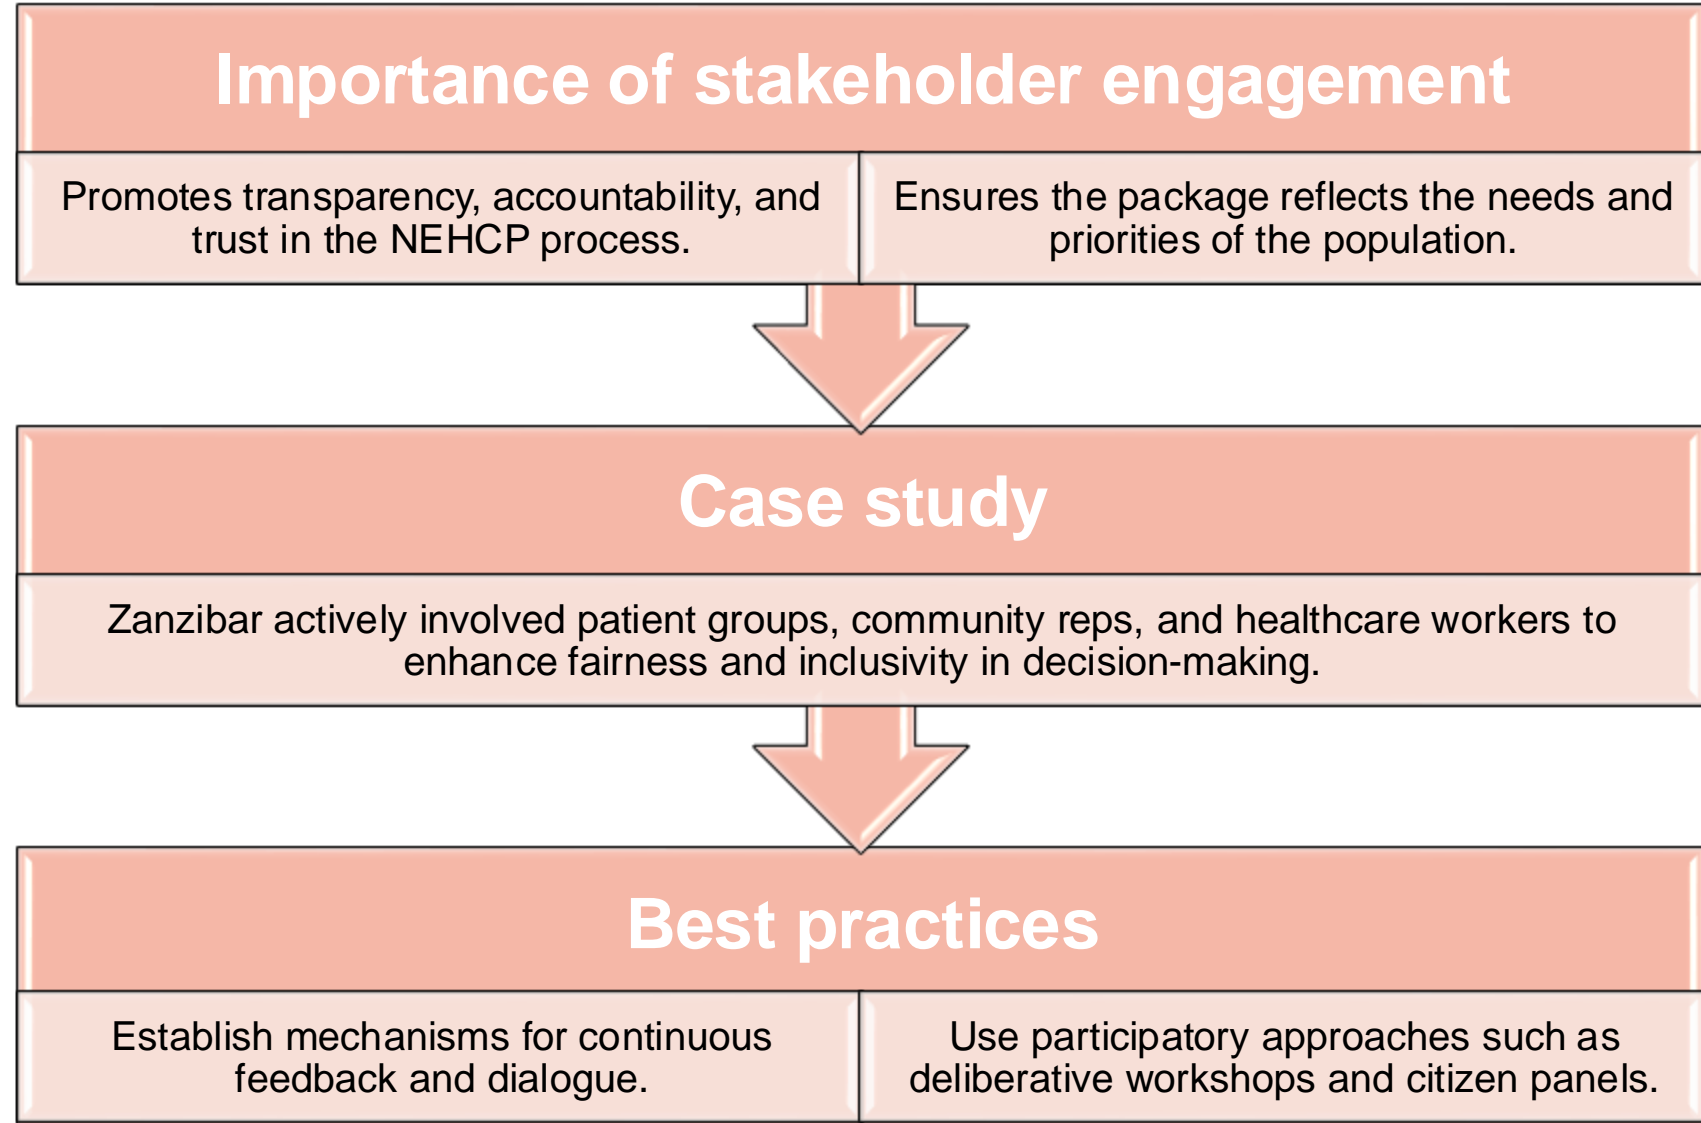 Importance of stakeholder engagement
Promotes transparency, accountability, and
trust in the NEHCP process.
Ensures the package reflects the needs and
priorities of the population.
Case study
Zanzibar actively involved patient groups, community reps, and healthcare workers to
enhance fairness and inclusivity in decision-making.
Best practices
Establish mechanisms for continuous
feedback and dialogue.
Use participatory approaches such as
deliberative workshops and citizen panels.